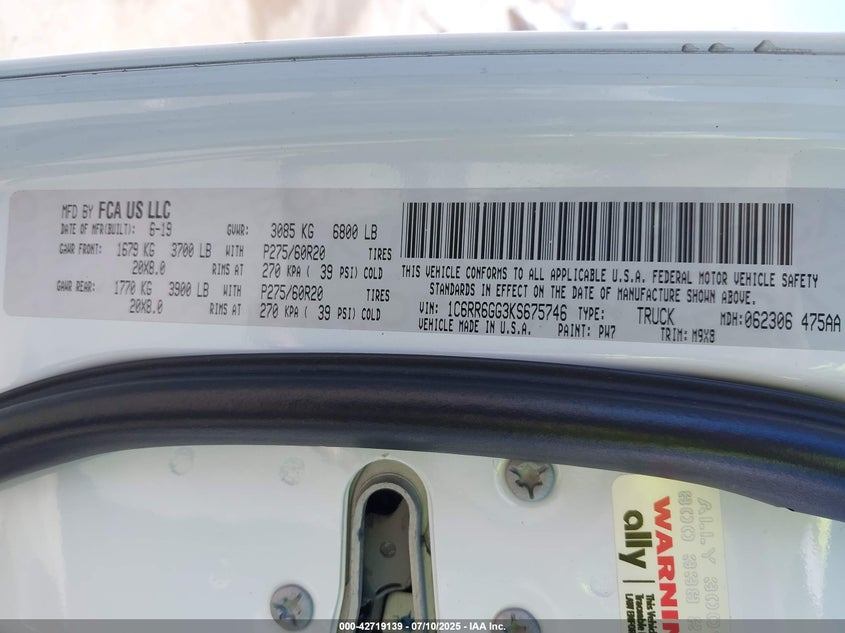 MFD BY FCA US LLC
DATE OF MFR(BUILT): 6-19 GVWR: 3085 KG 6800 LB
GAWR FRONT: 1679 KG 3700 LB WITH P275/60R20 TIRES
20X8.0 RIMS AT 270 KPA ( 39 PSI) COLD
GAWR REAR: 1770 KG 3900 LB WITH P275/60R20 TIRES
20X8.0 RIMS AT 270 KPA ( 39 PSI) COLD
THIS VEHICLE CONFORMS TO ALL APPLICABLE U.S.A. FEDERAL MOTOR VEHICLE SAFETY
STANDARDS IN EFFECT ON THE DATE OF MANUFACTURE SHOWN ABOVE.
VIN: 1C6RR6GG3KS675746 TYPE: TRUCK MDH: 062306 475AA
VEHICLE MADE IN U.S.A. PAINT: PW7 TRIM: M9X8
ALLY
WARNIN
ally
This Vehi
000-42719139 - 07/10/2025 - IAA Inc.